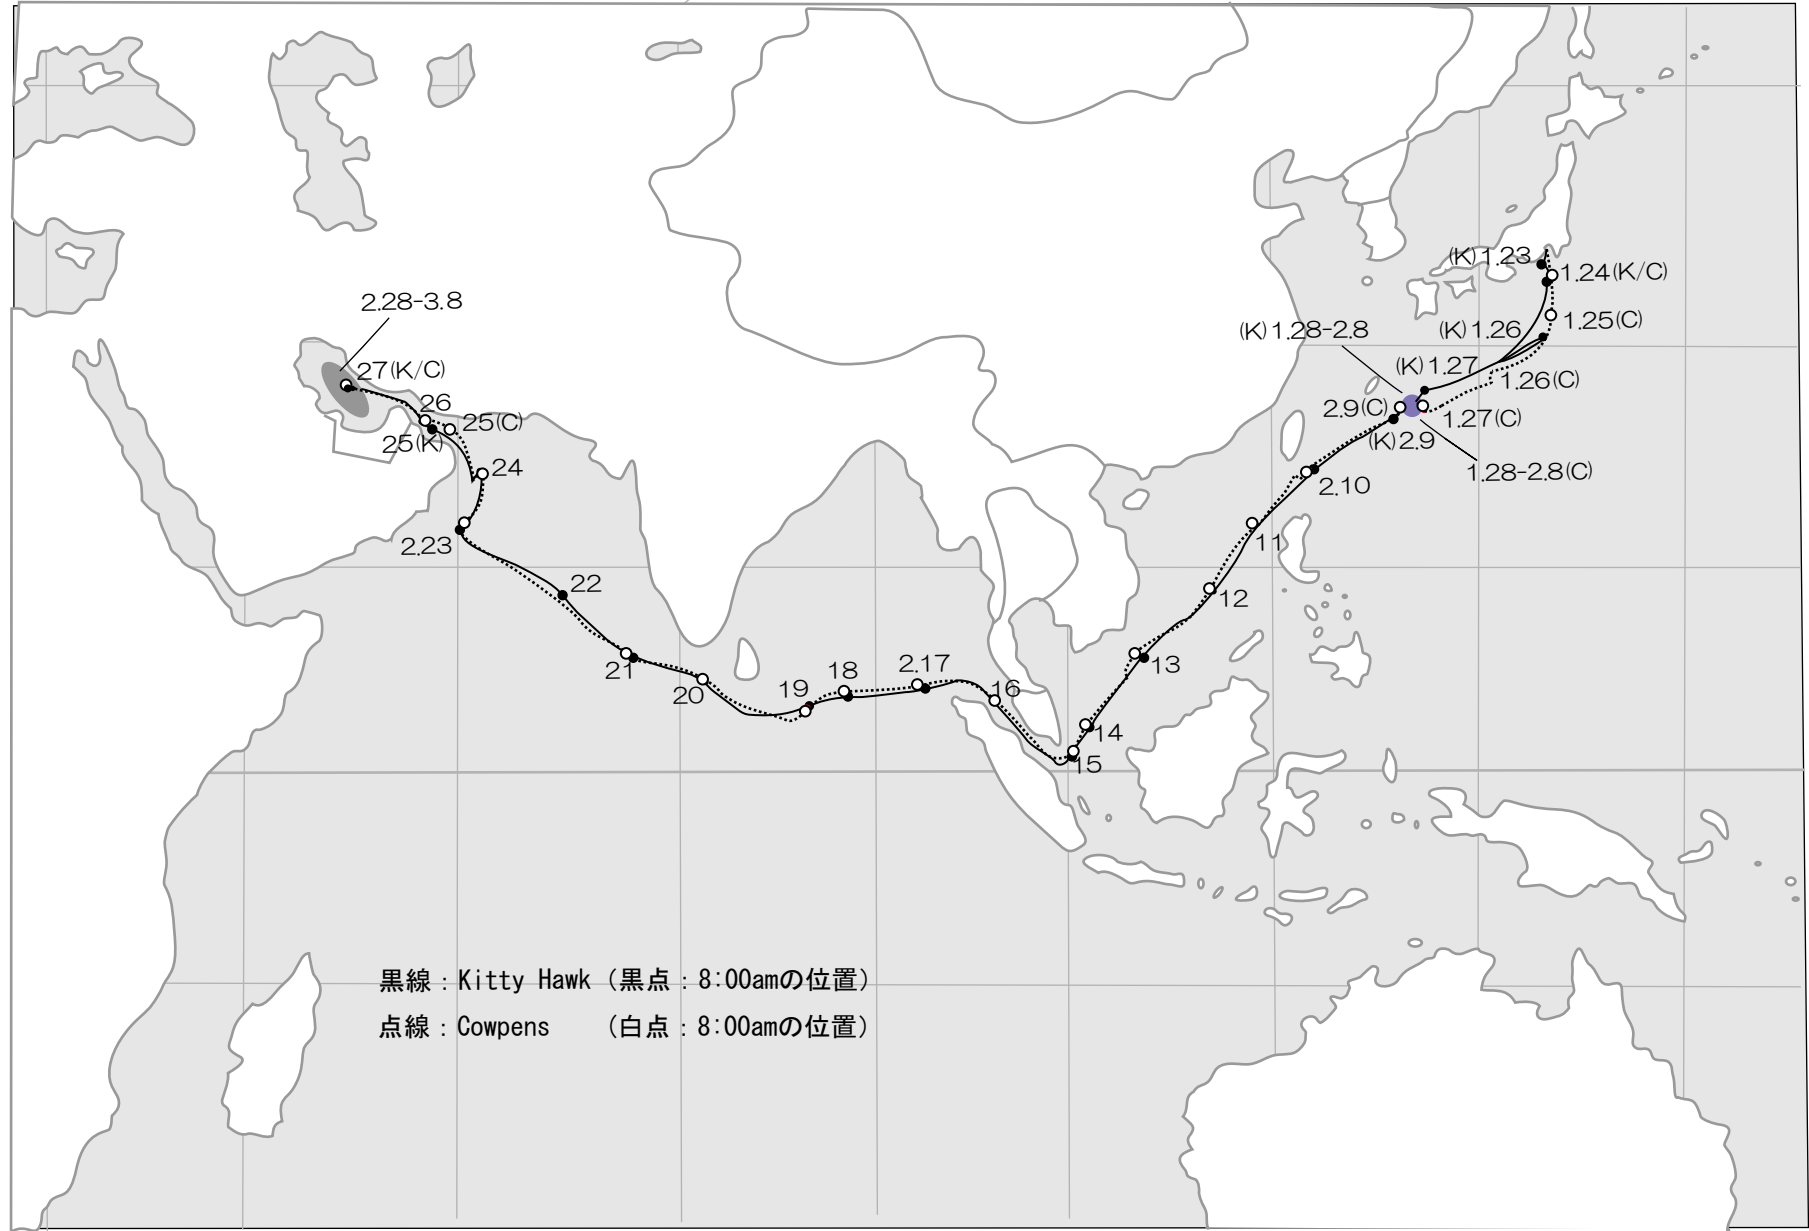 (K)1.23
1.24(K/C)
2.28-3.8
1.25(C)
(K)1.28-2.8
(K)1.26
(K)1.27
27(K/C)
1.26(C)
26
2.9(C)
1.27(C)
25(C)
25(K)
(K)2.9
24
1.28-2.8(C)
2.10
2.23
11
22
12
21
2.17
13
18
20
19
16
14
15
黒線：Kitty Hawk（黒点：8:00amの位置）
点線：Cowpens （白点：8:00amの位置）